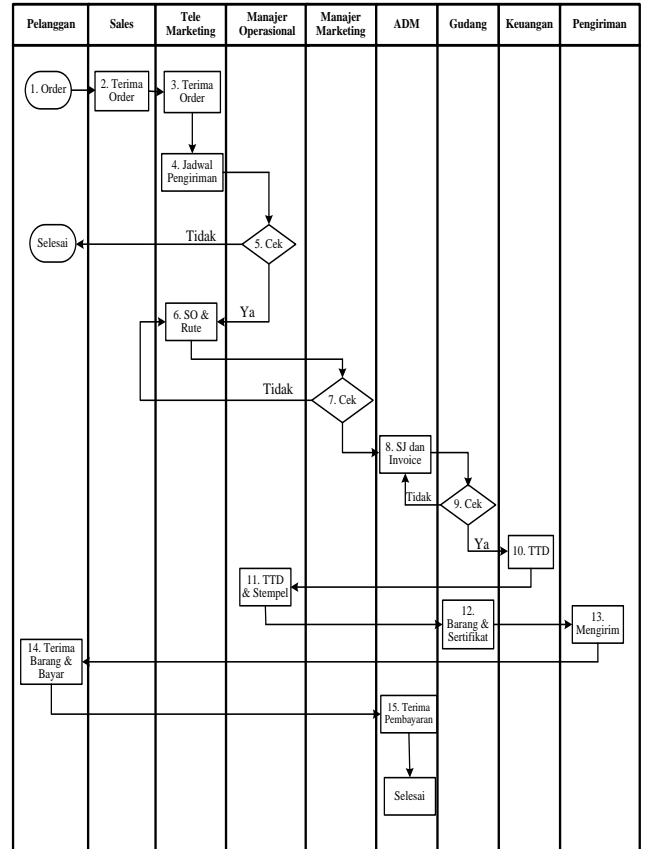 Pelanggan
Sales
Tele
Marketing
Manajer
Operasional
Manajer
Marketing
ADM
Gudang
Keuangan
Pengiriman
1. Order
2. Terima
Order
3. Terima
Order
4. Jadwal
Pengiriman
Selesai
Tidak
5. Cek
6. SO &
Rute
Ya
Tidak
7. Cek
8. SJ dan
Invoice
Tidak
9. Cek
Ya
10. TTD
11. TTD
& Stempel
12.
Barang &
Sertifikat
13.
Mengirim
14. Terima
Barang &
Bayar
15. Terima
Pembayaran
Selesai